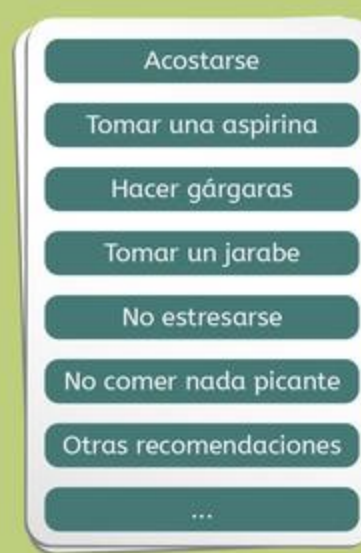 Acostarse
Tomar una aspirina
Hacer gárgaras
Tomar un jarabe
No estresarse
No comer nada picante
Otras recomendaciones
...